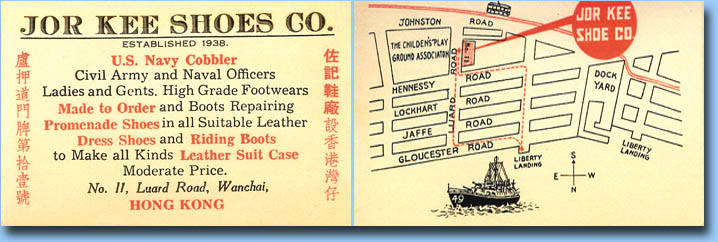 JOR KEE SHOES CO.
ESTABLISHED 1938.
U.S. Navy Cobbler
Civil Army and Naval Officers
Ladies and Gents. High Grade Footwears
Made to Order and Boots Repairing
Promenade Shoes in all Suitable Leather
Dress Shoes and Riding Boots
to Make all Kinds Leather Suit Case
Moderate Price.
No. 11, Luard Road, Wanchai,
HONG KONG
佐記鞋廠設香港灣仔
盧押道門牌第拾壹號
JOR KEE
SHOE CO.
JOHNSTON ROAD
THE CHILDEN'S PLAY
GROUND ASSOCIATION
No. 11
LUARD ROAD
HENNESSY ROAD
LOCKHART ROAD
JAFFE ROAD
GLOUCESTER ROAD
DOCK
YARD
LIBERTY
LANDING
LIBERTY
LANDING
S
E W
N
49